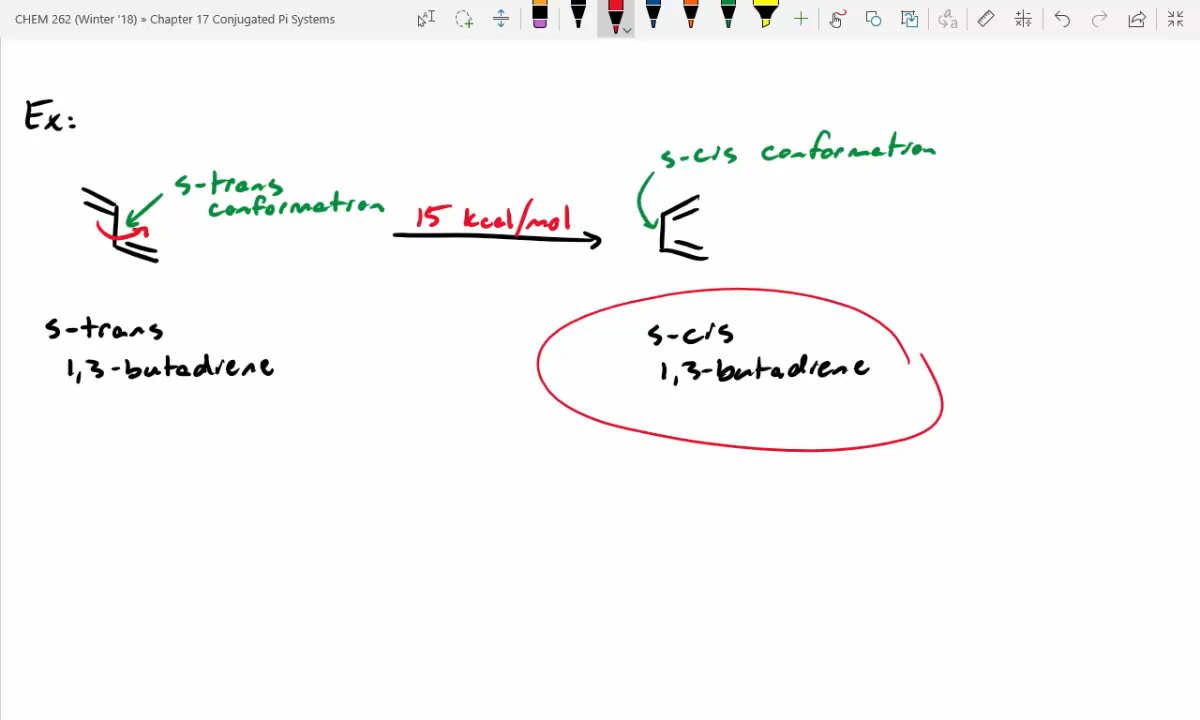 CHEM 262 (Winter '18) » Chapter 17 Conjugated Pi Systems
Ex:
s-trans
conformation
15 kcal/mol
s-cis conformation
s-trans
1,3-butadiene
s-cis
1,3-butadiene